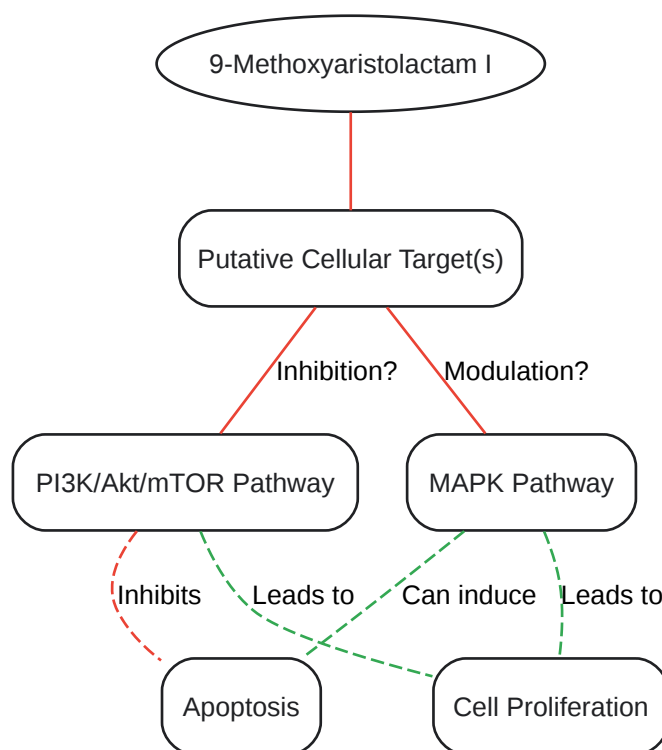 9-Methoxyaristolactam I
Putative Cellular Target(s)
Inhibition?
Modulation?
PI3K/Akt/mTOR Pathway
MAPK Pathway
Inhibits
Leads to
Can induce
Leads to
Apoptosis
Cell Proliferation